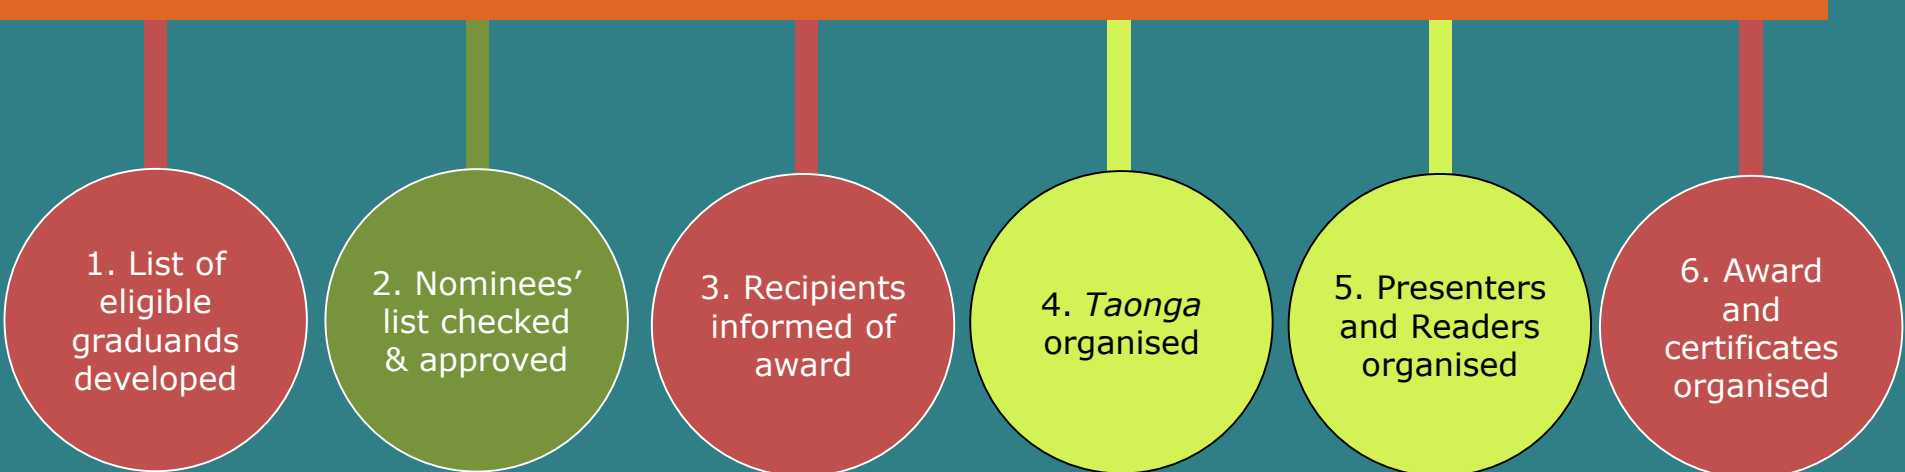 1. List of
eligible
graduands
developed
2. Nominees’
list checked
& approved
3. Recipients
informed of
award
4. Taonga
organised
5. Presenters
and Readers
organised
6. Award
and
certificates
organised